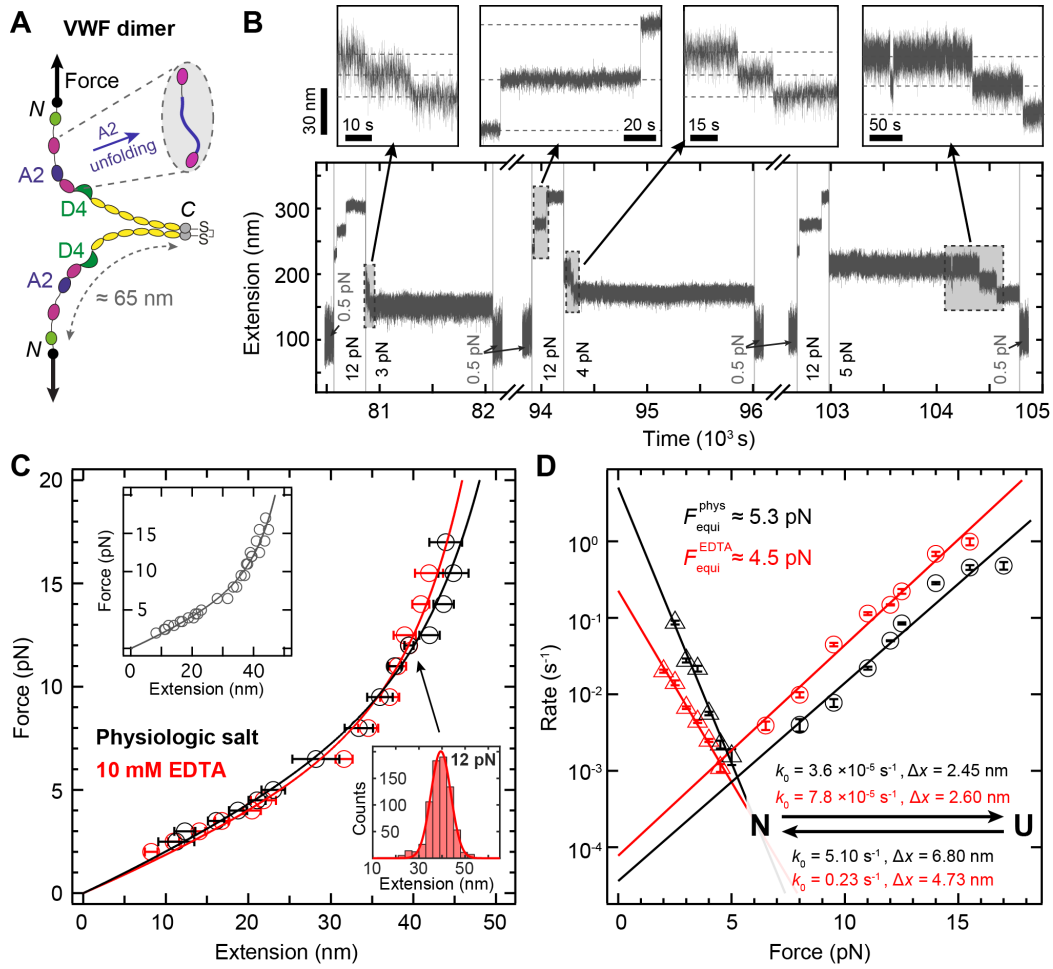 A
VWF dimer
Force
N
A2
unfolding
A2
D4
C
S
S
D4
A2
≈ 65 nm
N
B
30 nm
10 s
20 s
15 s
50 s
Extension (nm)
300
200
100
0.5 pN
12 pN
3 pN
0.5 pN
12 pN
4 pN
0.5 pN
12 pN
5 pN
0.5 pN
81
82
94
95
96
103
104
105
Time (10³ s)
C
Force (pN)
20
15
10
5
0
Force (pN)
15
10
5
0
20
40
Extension (nm)
Physiologic salt
10 mM EDTA
12 pN
Counts
150
100
50
10
30
50
Extension (nm)
0
10
20
30
40
50
Extension (nm)
D
Rate (s⁻¹)
10⁰
10⁻¹
10⁻²
10⁻³
10⁻⁴
F equi phys ≈ 5.3 pN
F equi EDTA ≈ 4.5 pN
k₀ = 3.6 ×10⁻⁵ s⁻¹ , Δx = 2.45 nm
k₀ = 7.8 ×10⁻⁵ s⁻¹ , Δx = 2.60 nm
N
U
k₀ = 5.10 s⁻¹ , Δx = 6.80 nm
k₀ = 0.23 s⁻¹ , Δx = 4.73 nm
0
5
10
15
Force (pN)